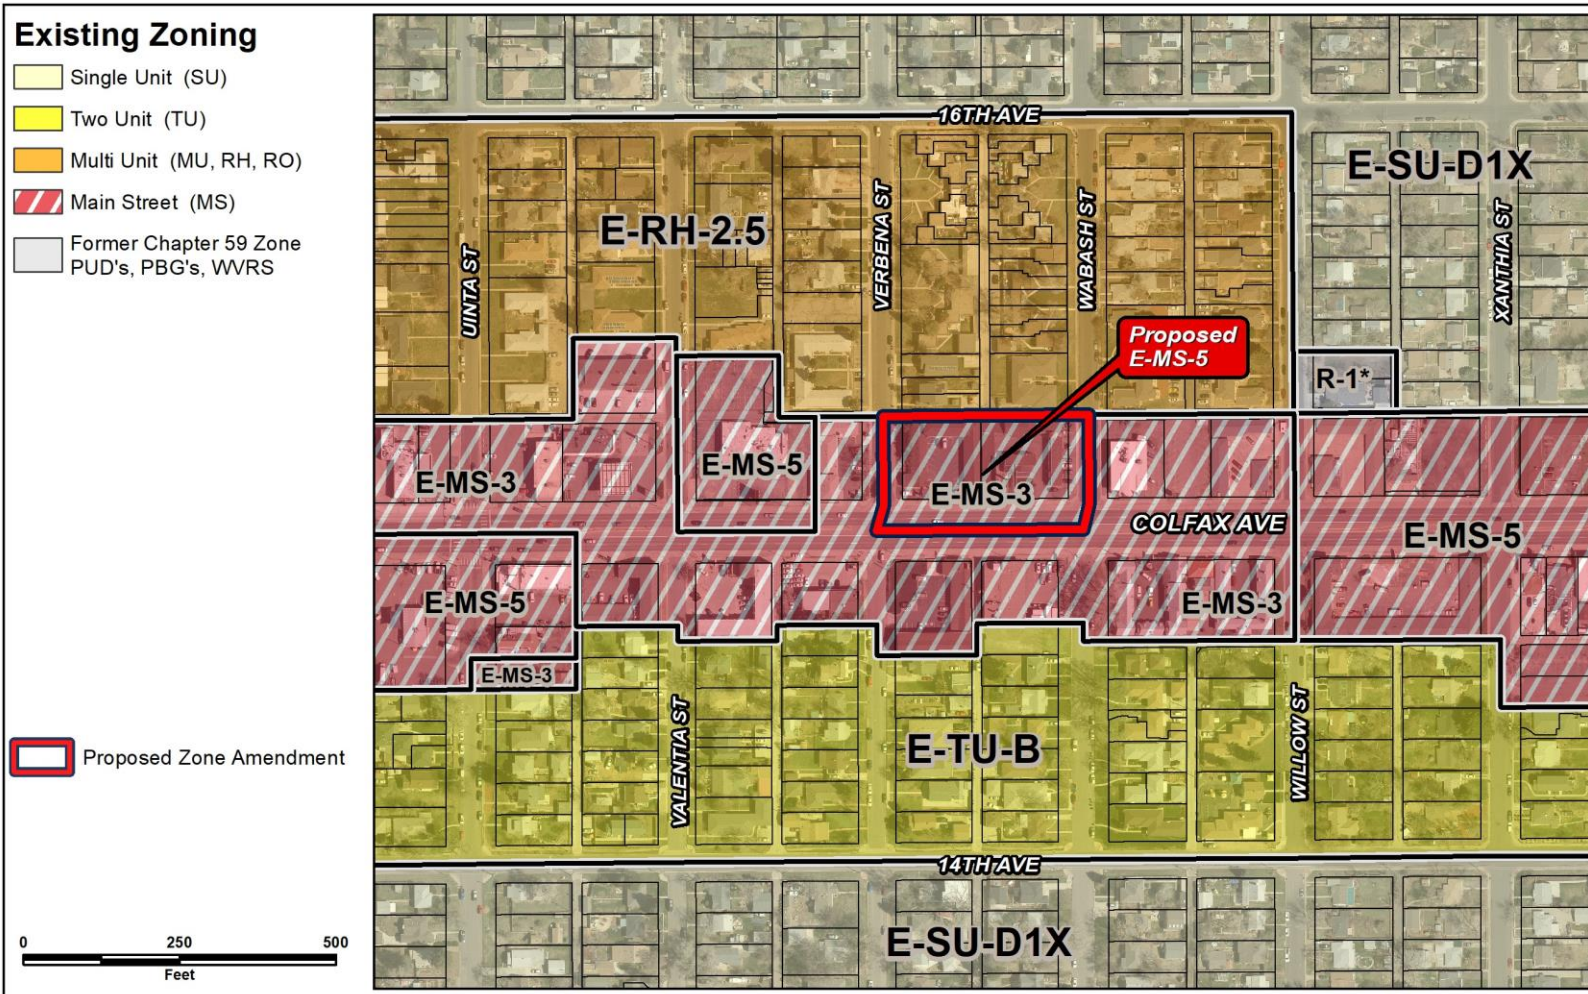 Existing Zoning
Single Unit (SU)
Two Unit (TU)
Multi Unit (MU, RH, RO)
Main Street (MS)
Former Chapter 59 Zone
PUD's, PBG's, WVRS
Proposed Zone Amendment
0 250 500
Feet
16TH AVE
E-SU-D1X
E-RH-2.5
UINTA ST
VERBENA ST
WABASH ST
XANTHIA ST
Proposed
E-MS-5
R-1*
E-MS-3
E-MS-5
E-MS-3
COLFAX AVE
E-MS-5
E-MS-5
E-MS-3
E-MS-3
VALENTIA ST
E-TU-B
WILLOW ST
14TH AVE
E-SU-D1X